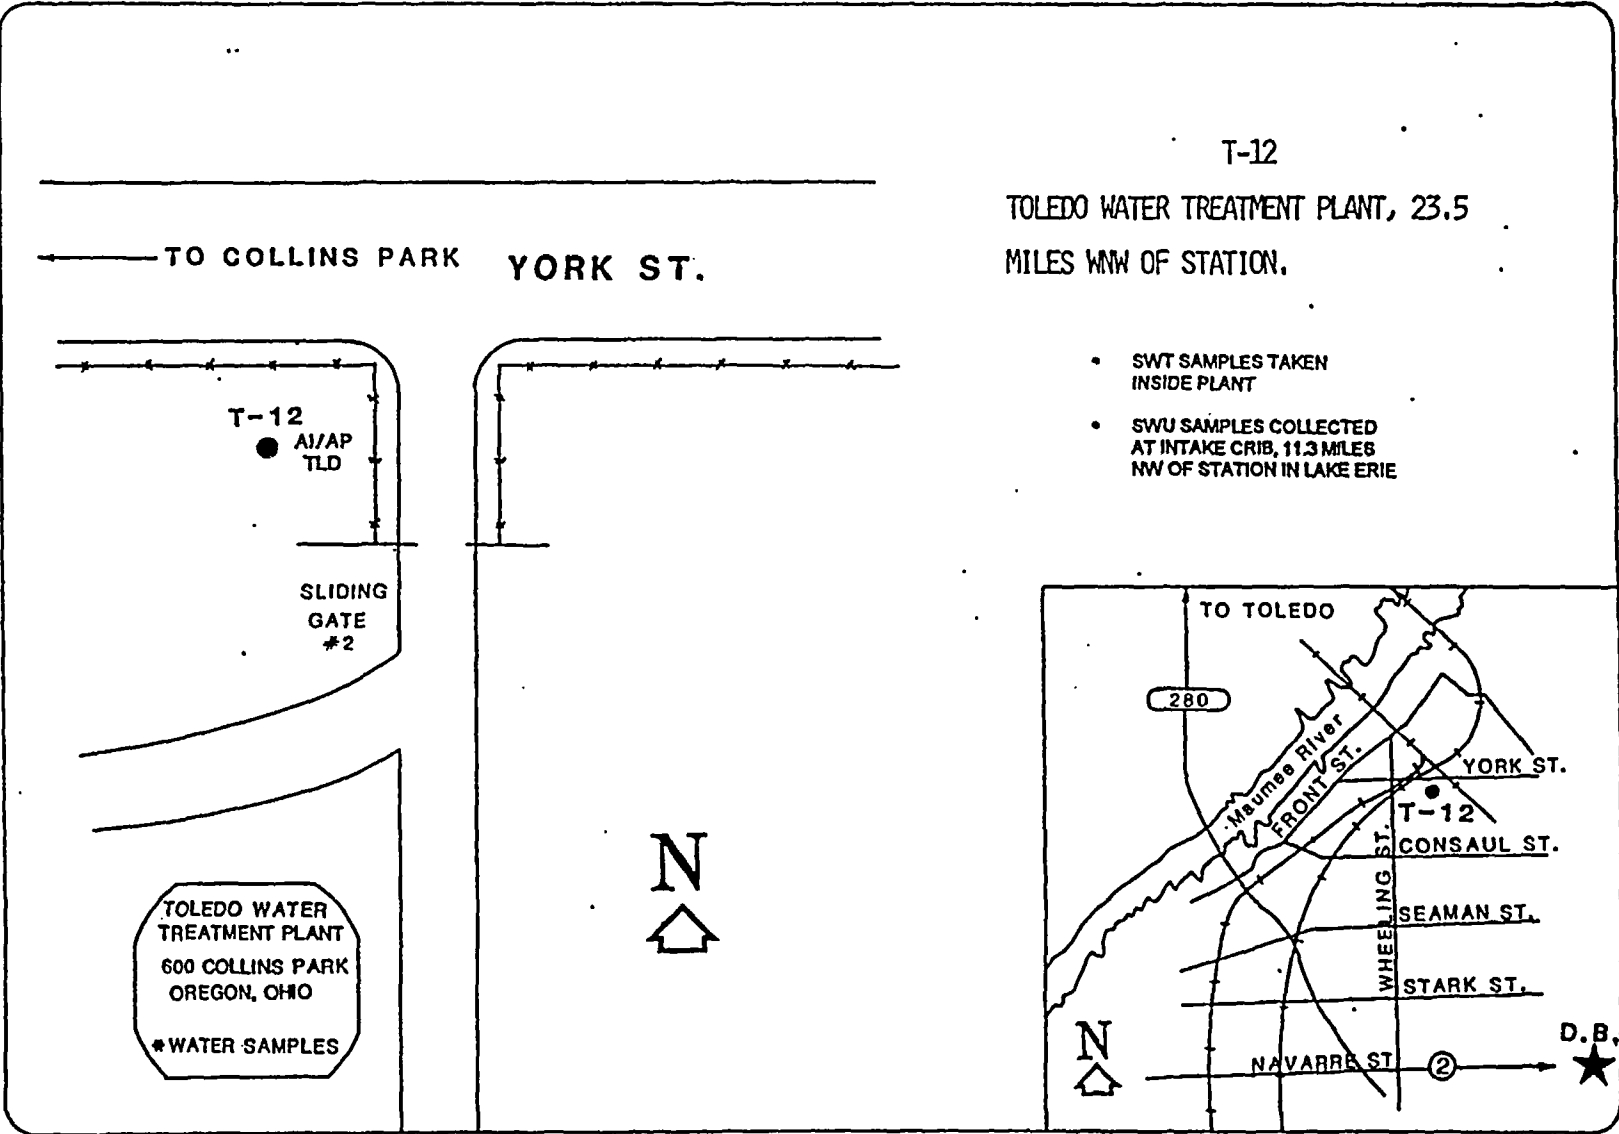 T-12
TOLEDO WATER TREATMENT PLANT, 23.5
MILES WNW OF STATION.
TO COLLINS PARK
YORK ST.
• SWT SAMPLES TAKEN
INSIDE PLANT
• SWU SAMPLES COLLECTED
AT INTAKE CRIB, 11.3 MILES
NW OF STATION IN LAKE ERIE
T-12
AI/AP
TLD
SLIDING
GATE
#2
N
TOLEDO WATER
TREATMENT PLANT
600 COLLINS PARK
OREGON, OHIO
*WATER SAMPLES
TO TOLEDO
280
Maumee River
FRONT ST.
YORK ST.
T-12
CONSAUL ST.
WHEELING ST.
SEAMAN ST.
STARK ST.
N
NAVARRE ST
2
D.B.